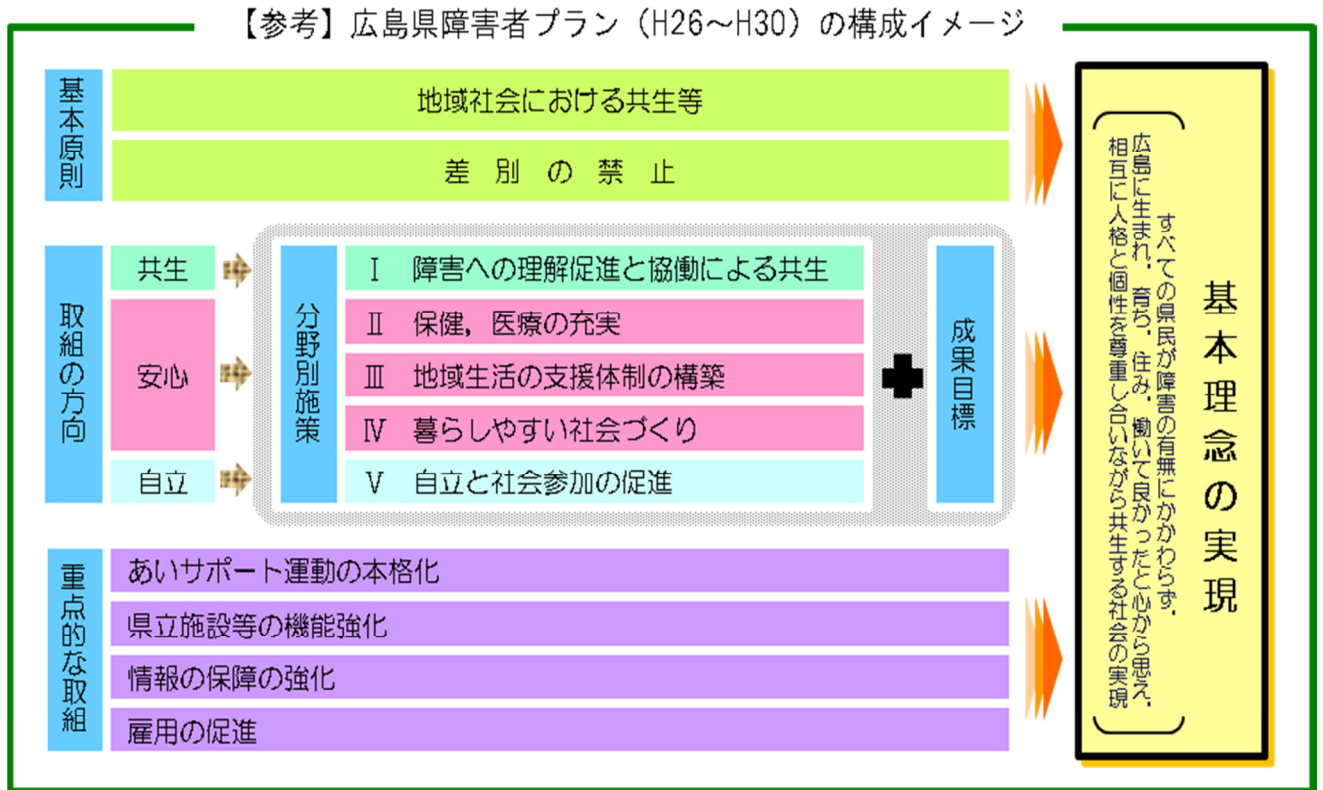 【参考】広島県障害者プラン（H26～H30）の構成イメージ
基本原則
地域社会における共生等
差別の禁止
取組の方向
共生
安心
自立
分野別施策
Ⅰ　障害への理解促進と協働による共生
Ⅱ　保健，医療の充実
Ⅲ　地域生活の支援体制の構築
Ⅳ　暮らしやすい社会づくり
Ⅴ　自立と社会参加の促進
成果目標
重点的な取組
あいサポート運動の本格化
県立施設等の機能強化
情報の保障の強化
雇用の促進
基本理念の実現
すべての県民が障害の有無にかかわらず，
広島に生まれ，育ち，住み，働いて良かったと心から思え，
相互に人格と個性を尊重し合いながら共生する社会の実現